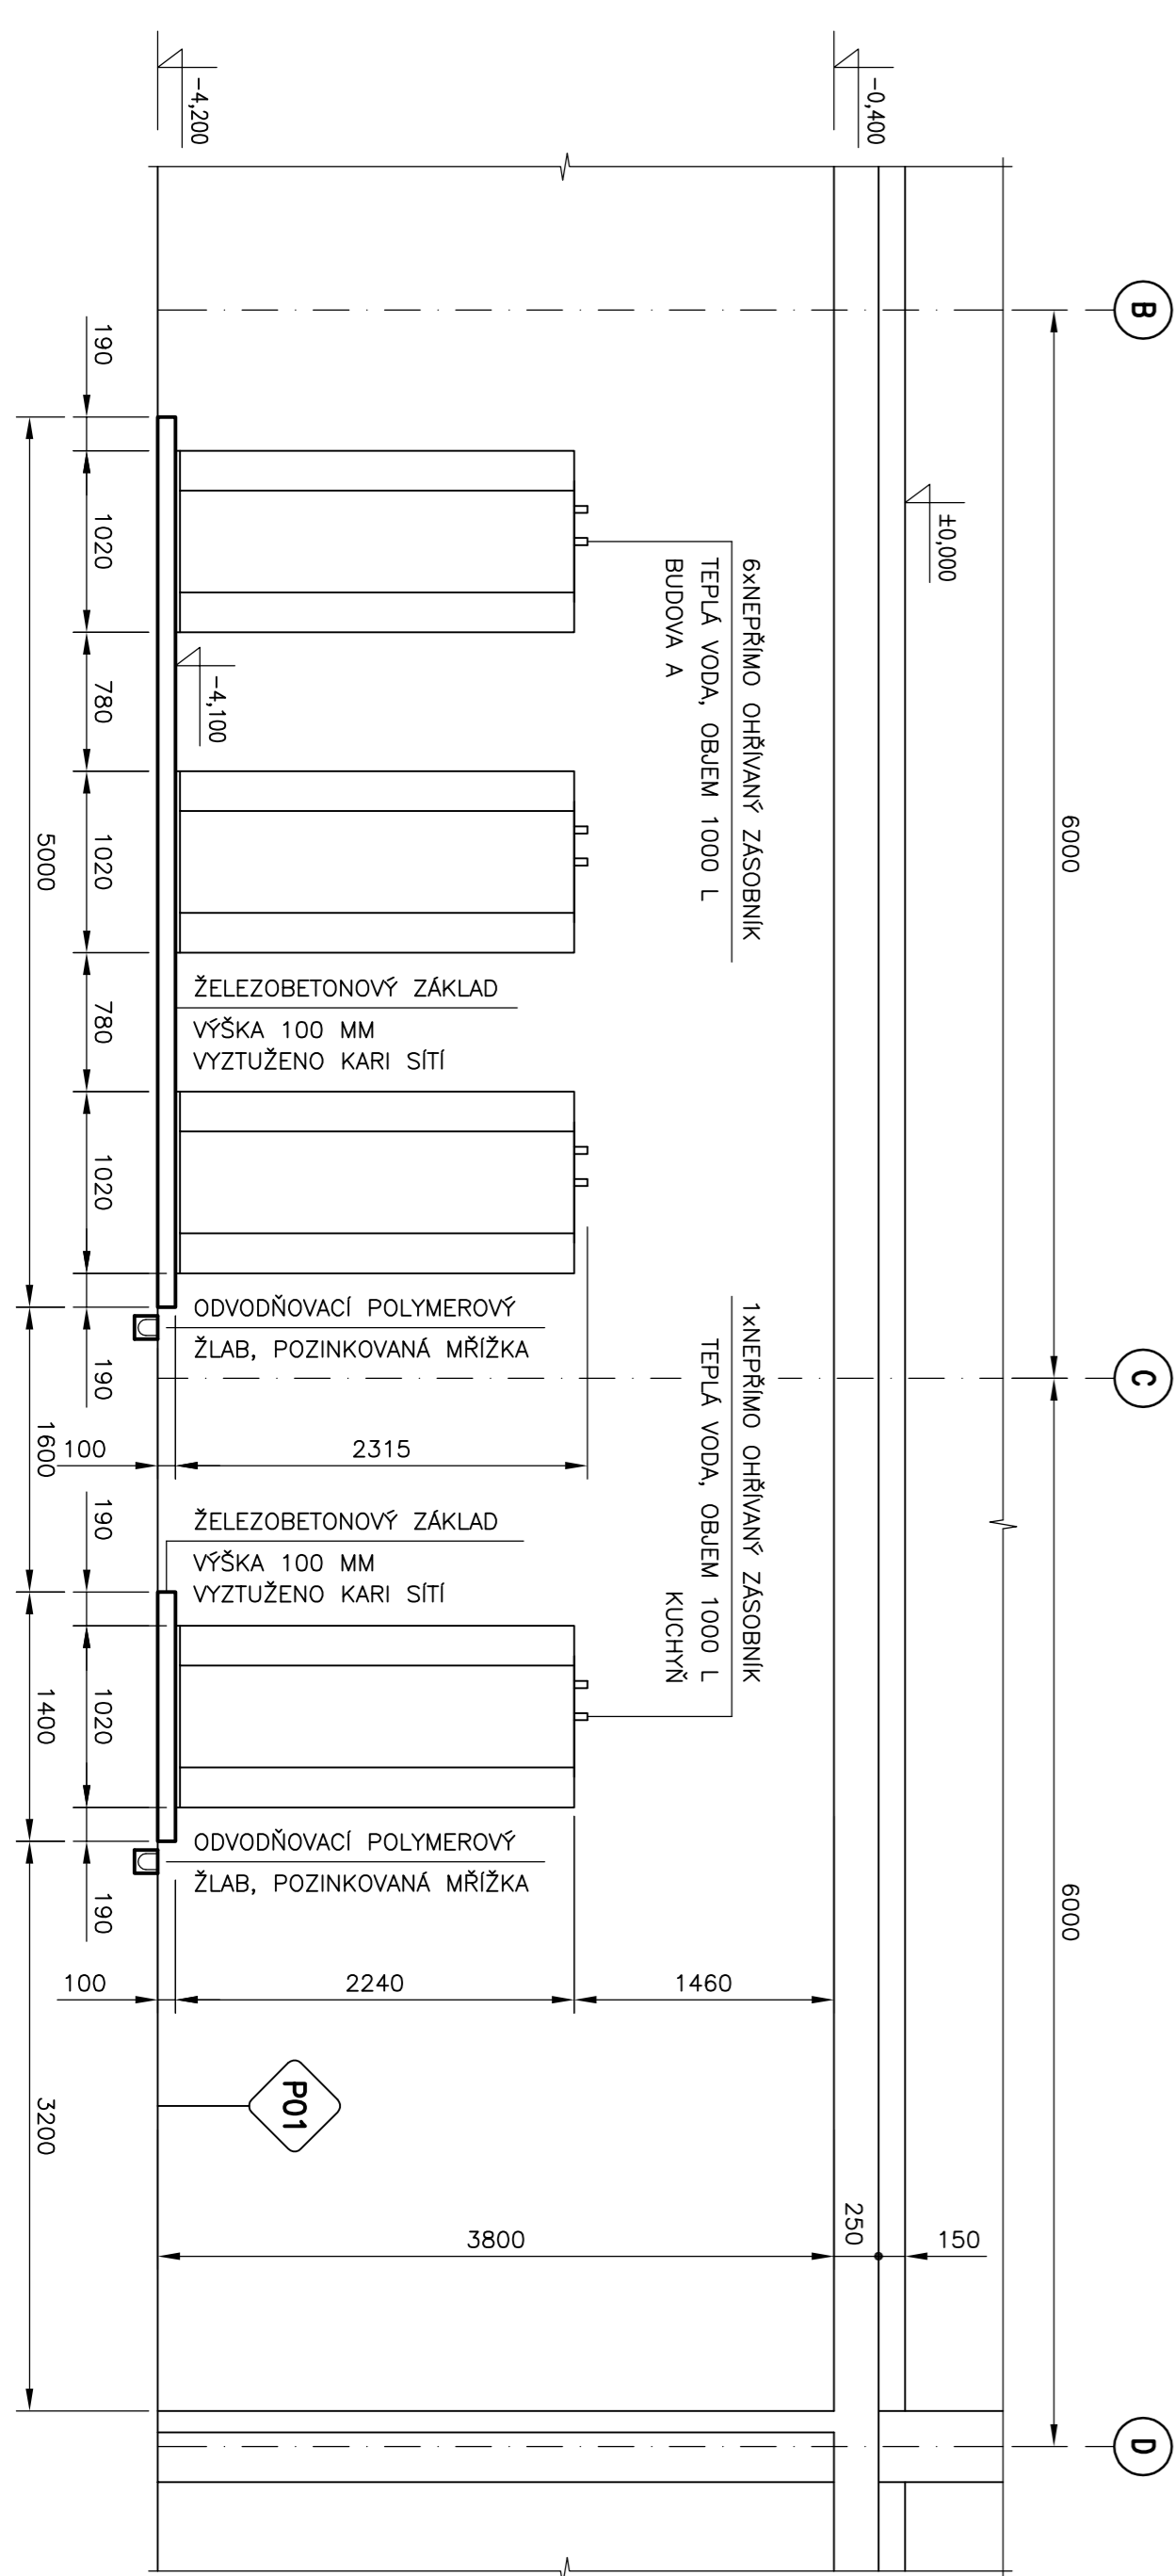 B
C
D
6000
6000
-0,400
±0,000
-4,200
-4,100
6xNEPŘÍMO OHŘÍVANÝ ZÁSOBNÍK
TEPLÁ VODA, OBJEM 1000 L
BUDOVA A
1xNEPŘÍMO OHŘÍVANÝ ZÁSOBNÍK
TEPLÁ VODA, OBJEM 1000 L
KUCHYŇ
ŽELEZOBETONOVÝ ZÁKLAD
VÝŠKA 100 MM
VYZTUŽENO KARI SÍTÍ
ODVODŇOVACÍ POLYMEROVÝ
ŽLAB, POZINKOVANÁ MŘÍŽKA
ŽELEZOBETONOVÝ ZÁKLAD
VÝŠKA 100 MM
VYZTUŽENO KARI SÍTÍ
ODVODŇOVACÍ POLYMEROVÝ
ŽLAB, POZINKOVANÁ MŘÍŽKA
100
2315
100
2240
1460
P01
3800
250
150
190
1020
780
1020
780
1020
190
190
1020
190
5000
1600
1400
3200